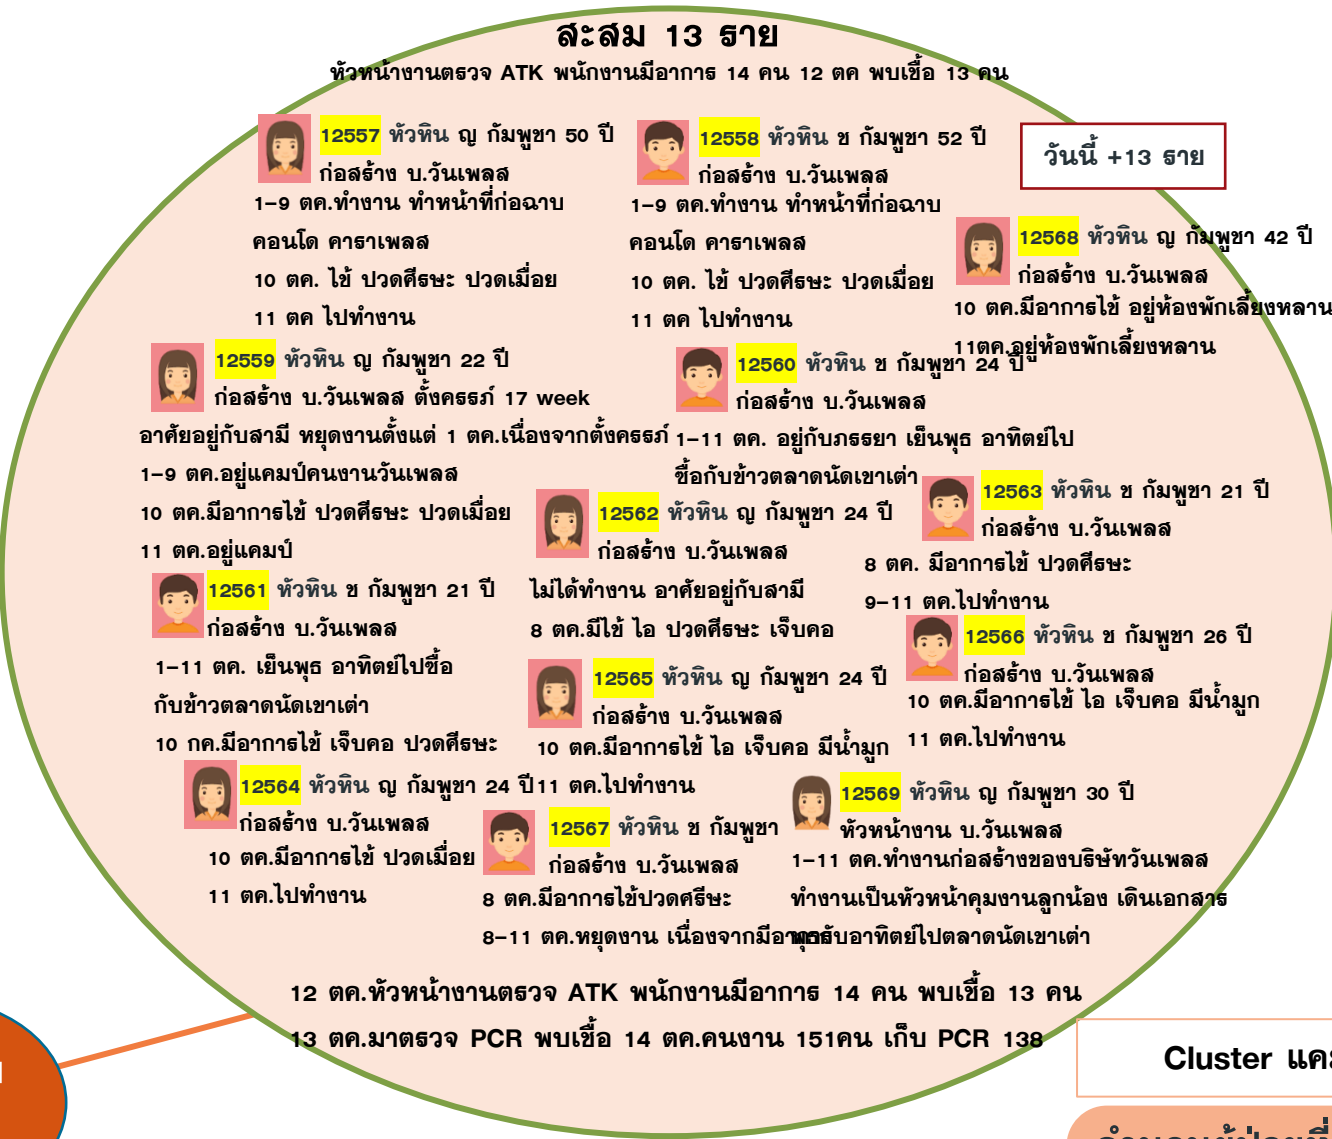 สะสม 13 ราย
หัวหน้างานตรวจ ATK พนักงานมีอาการ 14 คน 12 ตค พบเชื้อ 13 คน
วันนี้ +13 ราย
12557 หัวหิน ญ กัมพูชา 50 ปี
ก่อสร้าง บ.วันเพลส
1–9 ตค.ทำงาน ทำหน้าที่ก่อฉาบ
คอนโด คาราเพลส
10 ตค. ไข้ ปวดศีรษะ ปวดเมื่อย
11 ตค ไปทำงาน
12558 หัวหิน ช กัมพูชา 52 ปี
ก่อสร้าง บ.วันเพลส
1–9 ตค.ทำงาน ทำหน้าที่ก่อฉาบ
คอนโด คาราเพลส
10 ตค. ไข้ ปวดศีรษะ ปวดเมื่อย
11 ตค ไปทำงาน
12568 หัวหิน ญ กัมพูชา 42 ปี
ก่อสร้าง บ.วันเพลส
10 ตค.มีอาการไข้ อยู่ห้องพักเลี้ยงหลาน
11ตค.อยู่ห้องพักเลี้ยงหลาน
12559 หัวหิน ญ กัมพูชา 22 ปี
ก่อสร้าง บ.วันเพลส ตั้งครรภ์ 17 week
อาศัยอยู่กับสามี หยุดงานตั้งแต่ 1 ตค.เนื่องจากตั้งครรภ์
1–9 ตค.อยู่แคมป์คนงานวันเพลส
10 ตค.มีอาการไข้ ปวดศีรษะ ปวดเมื่อย
11 ตค.อยู่แคมป์
12560 หัวหิน ช กัมพูชา 24 ปี
ก่อสร้าง บ.วันเพลส
1–11 ตค. อยู่กับภรรยา เย็นพุธ อาทิตย์ไป
ซื้อกับข้าวตลาดนัดเขาเต่า
12563 หัวหิน ช กัมพูชา 21 ปี
ก่อสร้าง บ.วันเพลส
8 ตค. มีอาการไข้ ปวดศีรษะ
9–11 ตค.ไปทำงาน
12562 หัวหิน ญ กัมพูชา 24 ปี
ก่อสร้าง บ.วันเพลส
ไม่ได้ทำงาน อาศัยอยู่กับสามี
8 ตค.มีไข้ ไอ ปวดศีรษะ เจ็บคอ
12561 หัวหิน ช กัมพูชา 21 ปี
ก่อสร้าง บ.วันเพลส
1–11 ตค. เย็นพุธ อาทิตย์ไปซื้อ
กับข้าวตลาดนัดเขาเต่า
10 กค.มีอาการไข้ เจ็บคอ ปวดศีรษะ
12566 หัวหิน ช กัมพูชา 26 ปี
ก่อสร้าง บ.วันเพลส
10 ตค.มีอาการไข้ ไอ เจ็บคอ มีน้ำมูก
11 ตค.ไปทำงาน
12565 หัวหิน ญ กัมพูชา 24 ปี
ก่อสร้าง บ.วันเพลส
10 ตค.มีอาการไข้ ไอ เจ็บคอ มีน้ำมูก
11 ตค.ไปทำงาน
12564 หัวหิน ญ กัมพูชา 24 ปี
ก่อสร้าง บ.วันเพลส
10 ตค.มีอาการไข้ ปวดเมื่อย
11 ตค.ไปทำงาน
12567 หัวหิน ช กัมพูชา
ก่อสร้าง บ.วันเพลส
8 ตค.มีอาการไข้ปวดศรีษะ
8–11 ตค.หยุดงาน เนื่องจากมีอาการ
12569 หัวหิน ญ กัมพูชา 30 ปี
หัวหน้างาน บ.วันเพลส
1–11 ตค.ทำงานก่อสร้างของบริษัทวันเพลส
ทำงานเป็นหัวหน้าคุมงานลูกน้อง เดินเอกสาร
อาทิตย์ไปตลาดนัดเขาเต่า
12 ตค.หัวหน้างานตรวจ ATK พนักงานมีอาการ 14 คน พบเชื้อ 13 คน
13 ตค.มาตรวจ PCR พบเชื้อ 14 ตค.คนงาน 151คน เก็บ PCR 138
Cluster